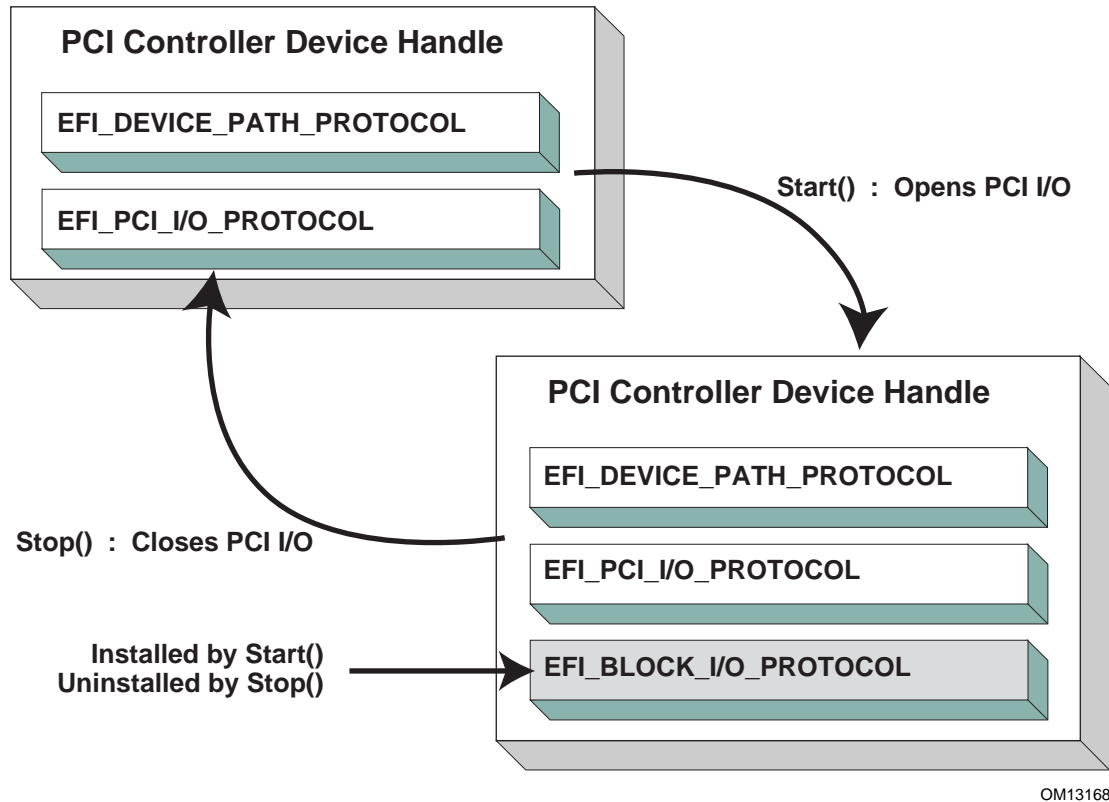 PCI Controller Device Handle
EFI_DEVICE_PATH_PROTOCOL
EFI_PCI_I/O_PROTOCOL
Start() : Opens PCI I/O
PCI Controller Device Handle
EFI_DEVICE_PATH_PROTOCOL
Stop() : Closes PCI I/O
EFI_PCI_I/O_PROTOCOL
Installed by Start()
Uninstalled by Stop()
EFI_BLOCK_I/O_PROTOCOL
OM13168